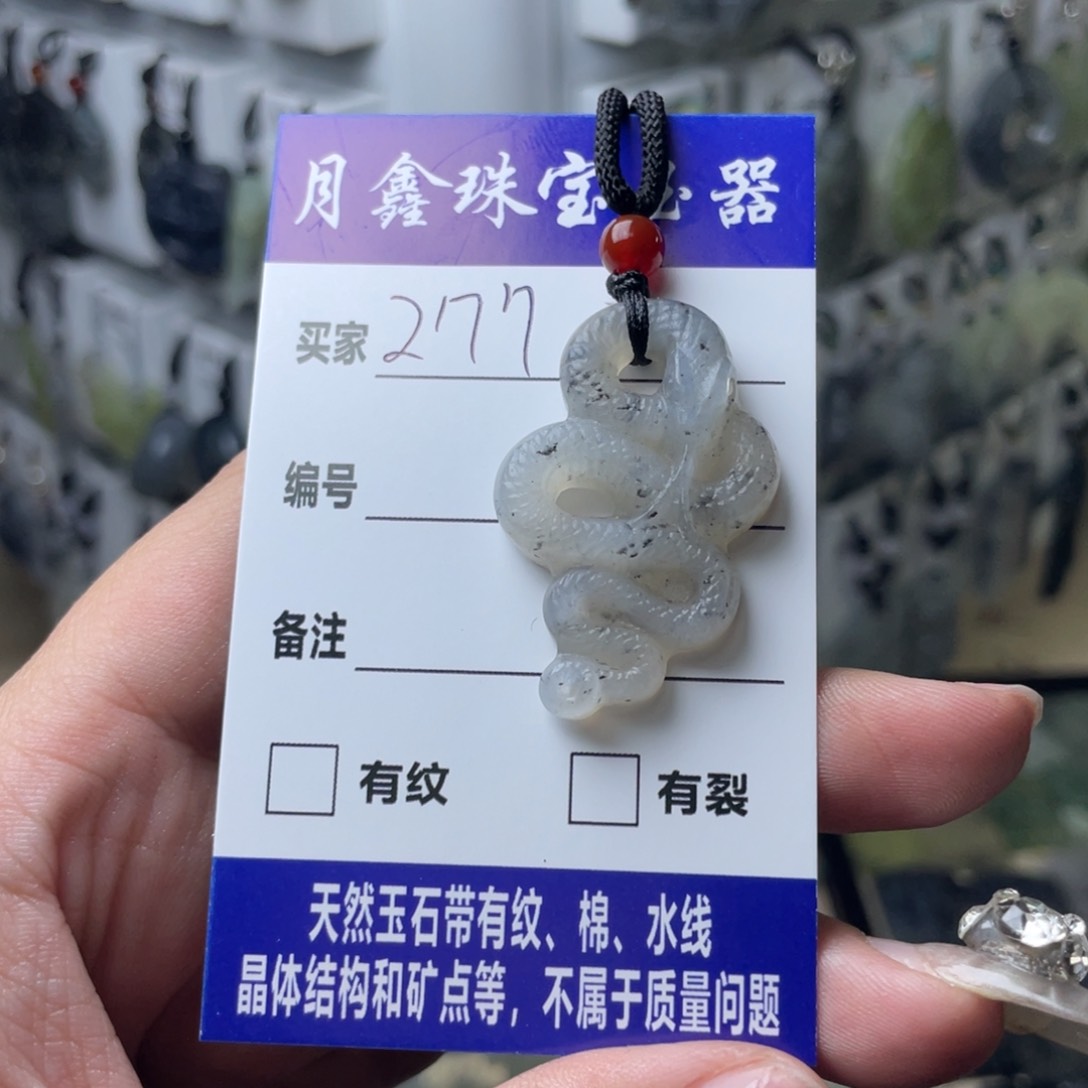 月鑫珠宝玉器
买家 277
编号
备注
有纹 有裂
天然玉石带有纹、棉、水线
晶体结构和矿点等，不属于质量问题